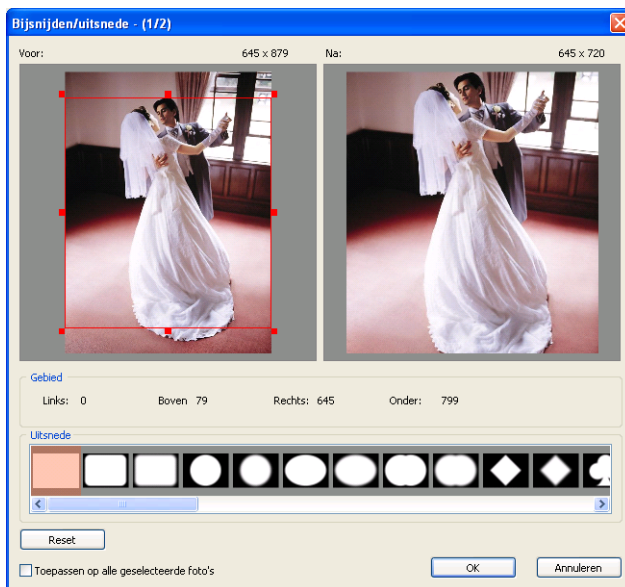 Bijsnijden/uitsnede - (1/2)
Voor: 645 x 879 Na: 645 x 720
Gebied
Links: 0 Boven 79 Rechts: 645 Onder: 799
Uitsnede
Reset
Toepassen op alle geselecteerde foto's
OK Annuleren